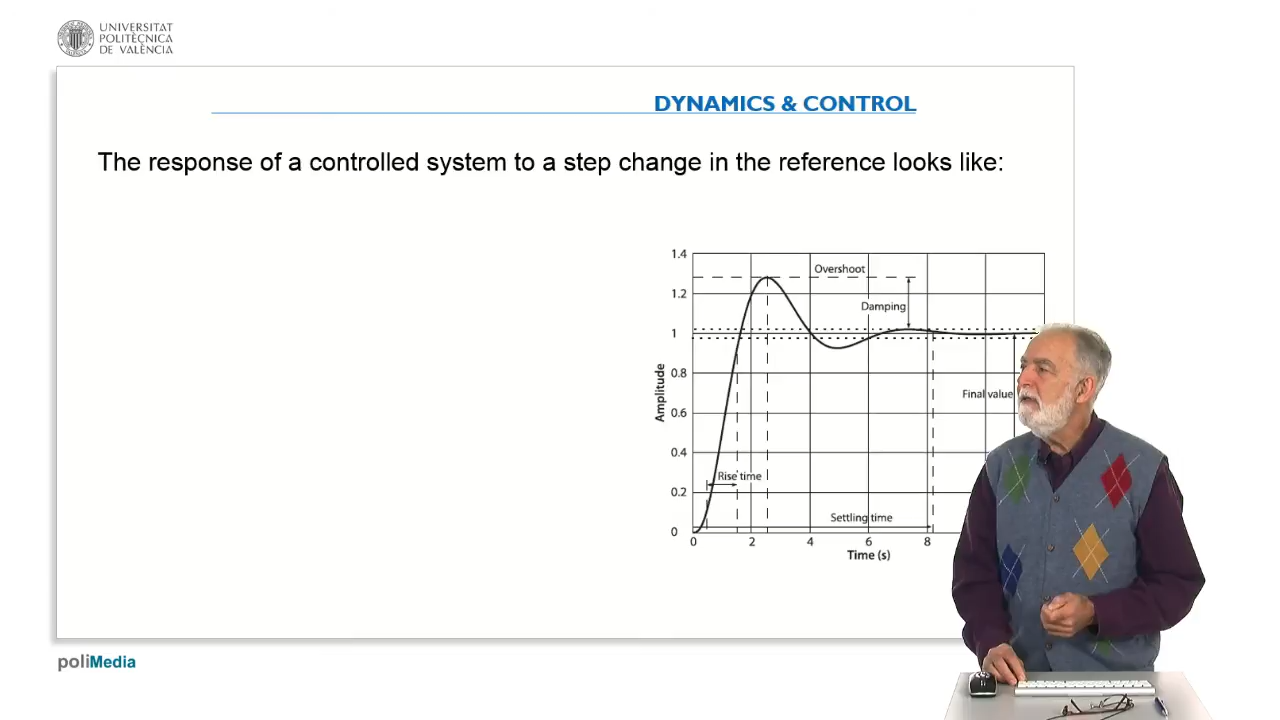 UNIVERSITAT
POLITÈCNICA
DE VALÈNCIA
DYNAMICS & CONTROL
The response of a controlled system to a step change in the reference looks like:
1.4
Overshoot
1.2
Damping
1
0.8
Final value
Amplitude
0.6
0.4
Rise time
0.2
Settling time
0
0 2 4 6 8
Time (s)
poliMedia